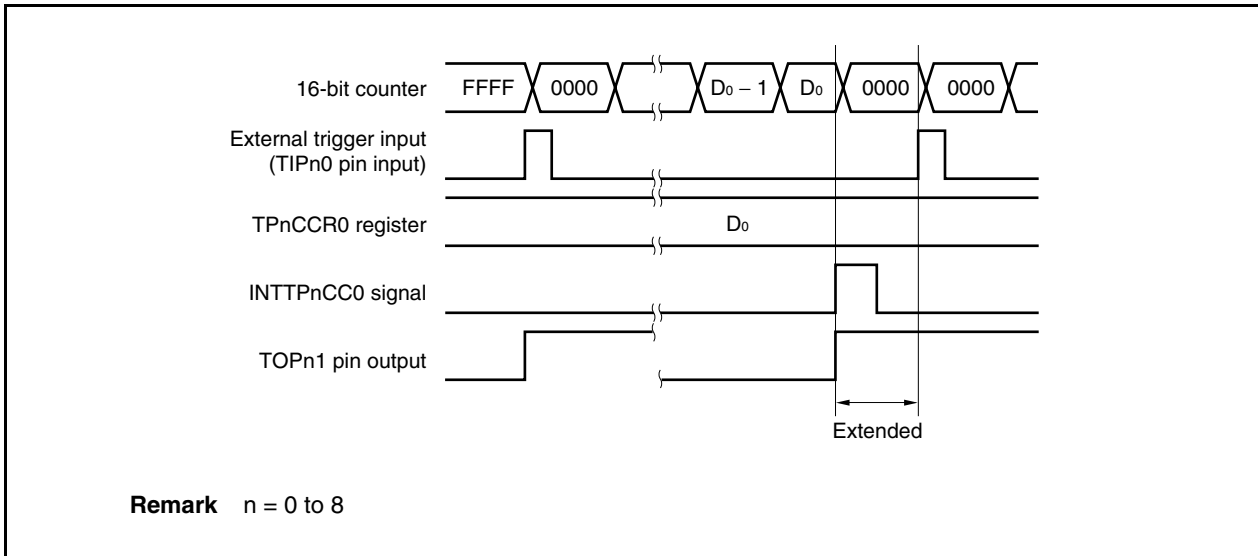 16-bit counter FFFF 0000 D0 − 1 D0 0000 0000
External trigger input
(TIPn0 pin input)
TPnCCR0 register D0
INTTPnCC0 signal
TOPn1 pin output
Extended
Remark n = 0 to 8